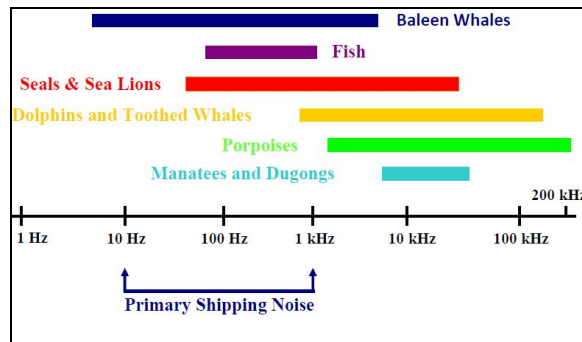 Baleen Whales
Fish
Seals & Sea Lions
Dolphins and Toothed Whales
Porpoises
Manatees and Dugongs
200 kHz
1 Hz 10 Hz 100 Hz 1 kHz 10 kHz 100 kHz
Primary Shipping Noise